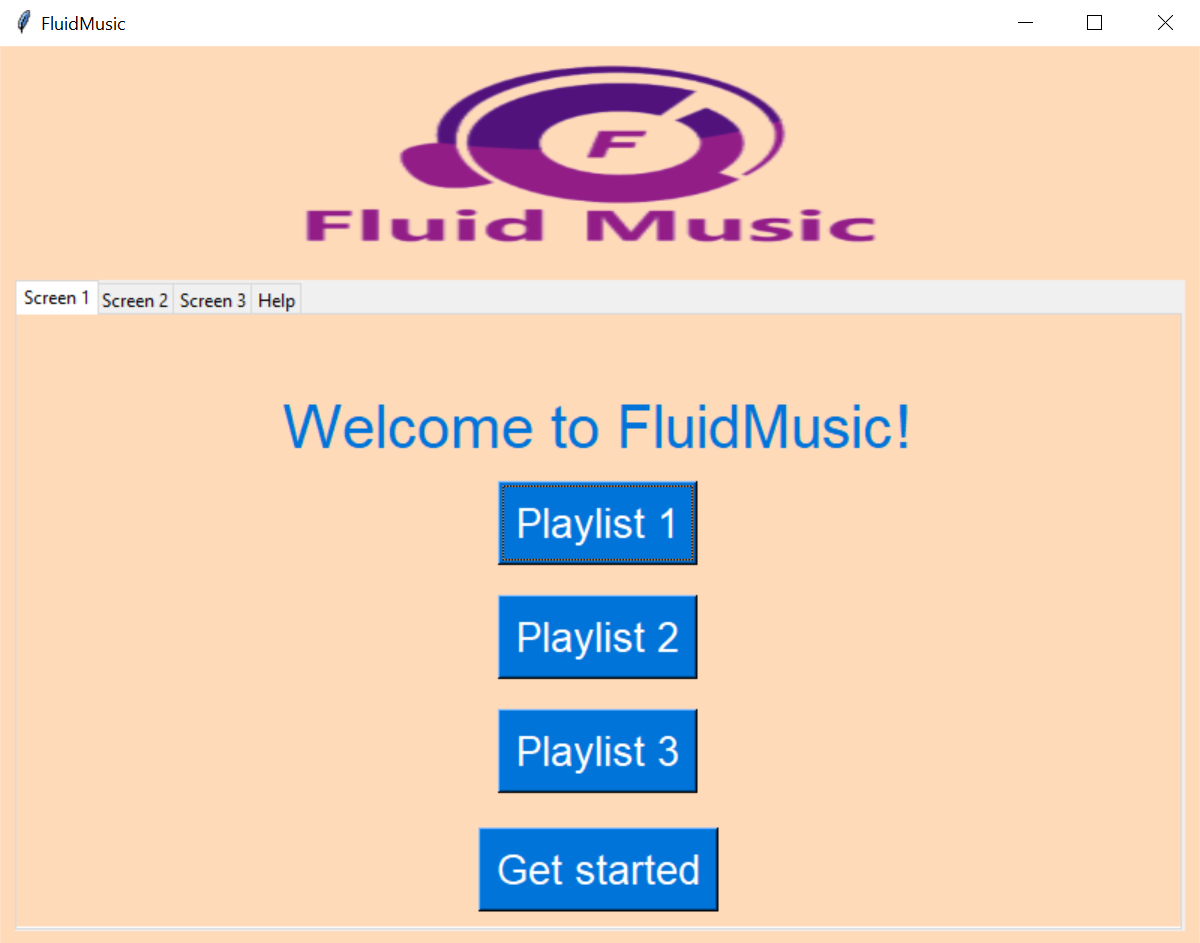 FluidMusic
F
Fluid Music
Screen 1 Screen 2 Screen 3 Help
Welcome to FluidMusic!
Playlist 1
Playlist 2
Playlist 3
Get started